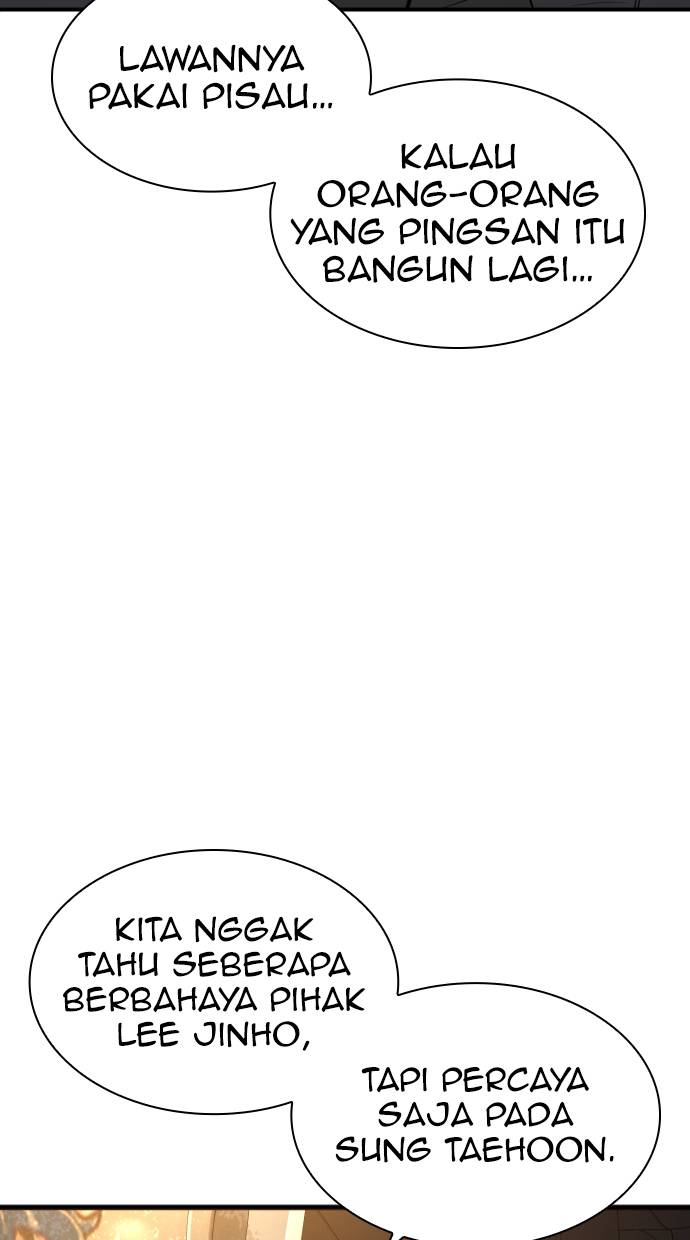 LAWANNYA
PAKAI PISAU...
KALAU
ORANG-ORANG
YANG PINGSAN ITU
BANGUN LAGI...
KITA NGGAK
TAHU SEBERAPA
BERBAHAYA PIHAK
LEE JINHO,
TAPI PERCAYA
SAJA PADA
SUNG TAEHOON.